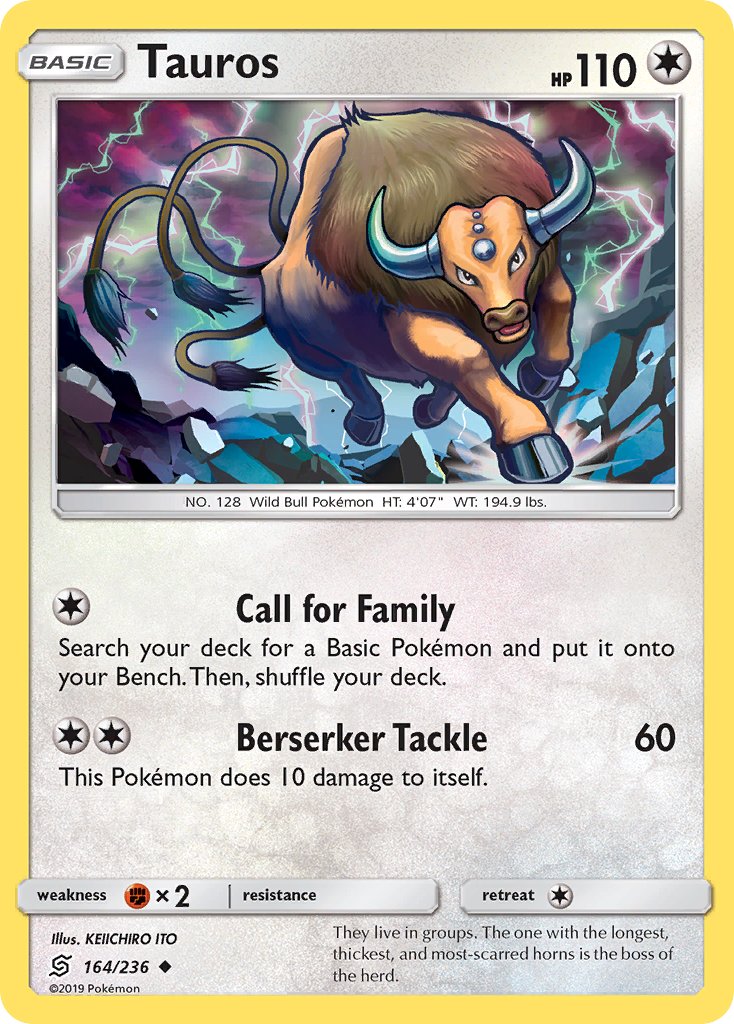 BASIC Tauros HP 110
NO. 128 Wild Bull Pokémon HT: 4'07" WT: 194.9 lbs.
Call for Family
Search your deck for a Basic Pokémon and put it onto
your Bench. Then, shuffle your deck.
Berserker Tackle 60
This Pokémon does 10 damage to itself.
weakness × 2 resistance retreat
Illus. KEIICHIRO ITO
164/236
©2019 Pokémon
They live in groups. The one with the longest,
thickest, and most-scarred horns is the boss of
the herd.